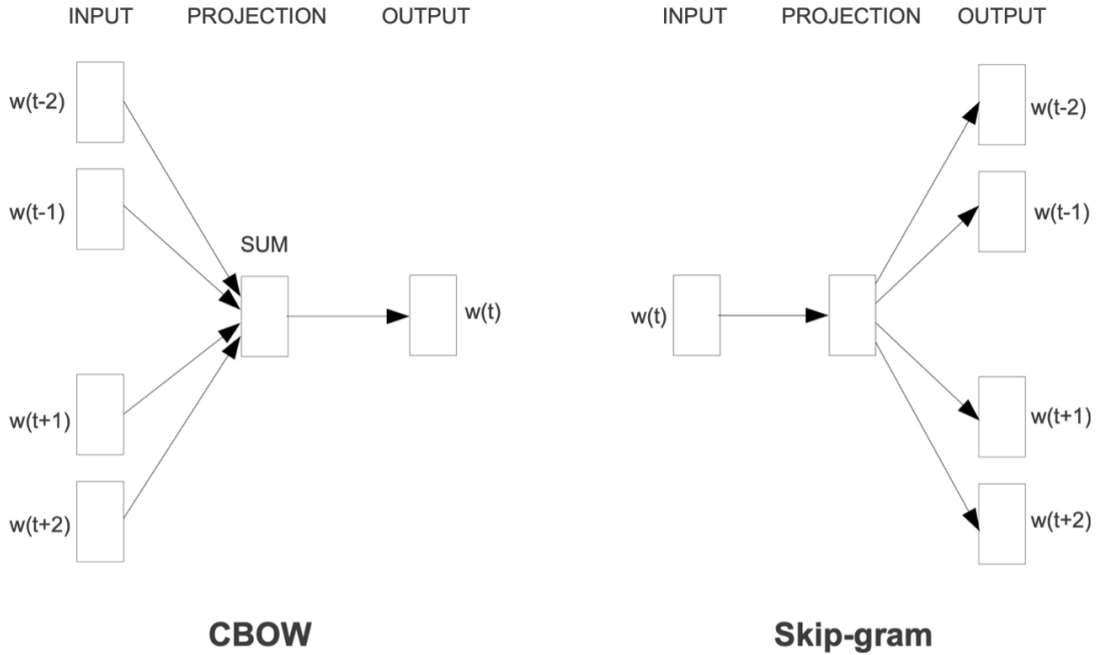 INPUT PROJECTION OUTPUT
w(t-2)
w(t-1)
SUM
w(t)
w(t+1)
w(t+2)
CBOW
INPUT PROJECTION OUTPUT
w(t-2)
w(t-1)
w(t)
w(t+1)
w(t+2)
Skip-gram